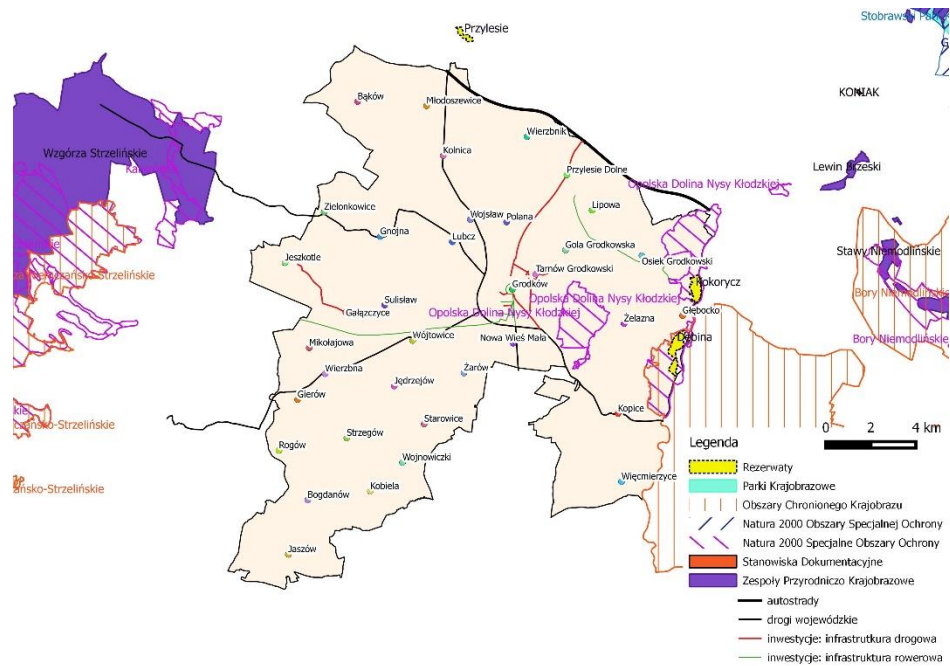 Stobrawski Park
Przylesie
KONIAK
Bąków
Młodoszewice
Wierzbnik
Wzgórza Strzelińskie
Kolnica
Przylesie Dolne
Lewin Brzeski
Opolska Dolina Nysy Kłodzkiej
Zielonkowice
Lipowa
Wojsław
Polana
Gnojna
Lubcz
Gola Grodkowska
Stawy Niemodlińskie
Jeszkotle
Osiek Grodkowski
Tarnów Grodkowski
Grodków
Kokorycz
Bory Niemodlińskie
Opolska Dolina Nysy Kłodzkiej
Sulisław
Gałązczyce
Opolska Dolina Nysy Kłodzkiej
Głębocko
Żelazna
Mikołajowa
Wójtowice
Nowa Wieś Mała
Dębina
Bory Niemodlińskie
Wierzbna
Żarów
Jędrzejów
Gierów
Starowice
Kopice
Strzegów
Rogów
Wojnowiczki
Więcmierzyce
Bogdanów
Kobiela
Jaszów
0 2 4 km
Legenda
Rezerwaty
Parki Krajobrazowe
Obszary Chronionego Krajobrazu
Natura 2000 Obszary Specjalnej Ochrony
Natura 2000 Specjalne Obszary Ochrony
Stanowiska Dokumentacyjne
Zespoły Przyrodniczo Krajobrazowe
autostrady
drogi wojewódzkie
inwestycje: infrastrutkura drogowa
inwestycje: infrastruktura rowerowa